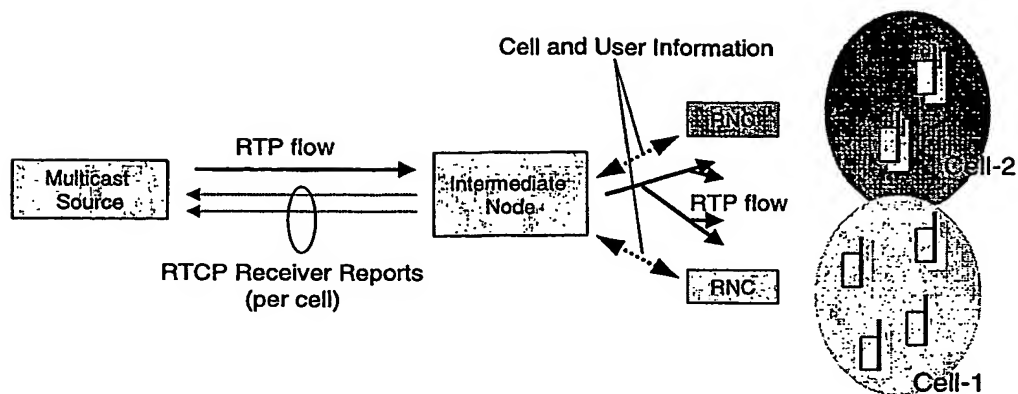 Cell and User Information
RNC
RTP flow
Multicast
Source
Intermediate
Node
Cell-2
RTP flow
RTCP Receiver Reports
(per cell)
RNC
Cell-1